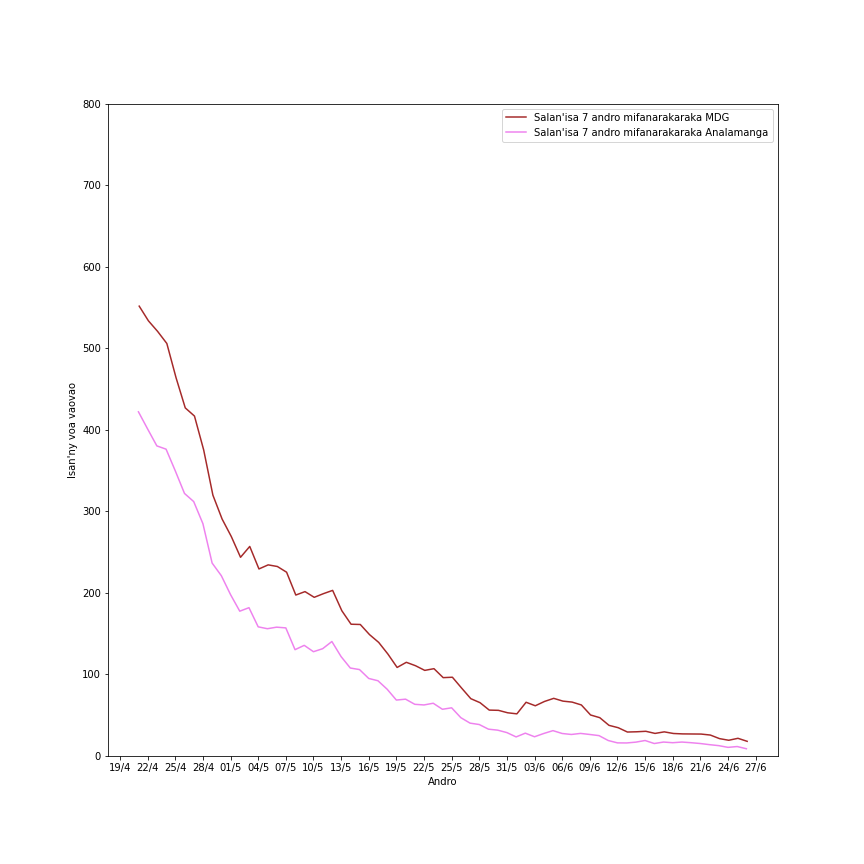 Salan'isa 7 andro mifanarakaraka MDG
Salan'isa 7 andro mifanarakaraka Analamanga
800
700
600
500
400
300
200
100
0
Isan'ny voa vaovao
19/4 22/4 25/4 28/4 01/5 04/5 07/5 10/5 13/5 16/5 19/5 22/5 25/5 28/5 31/5 03/6 06/6 09/6 12/6 15/6 18/6 21/6 24/6 27/6
Andro